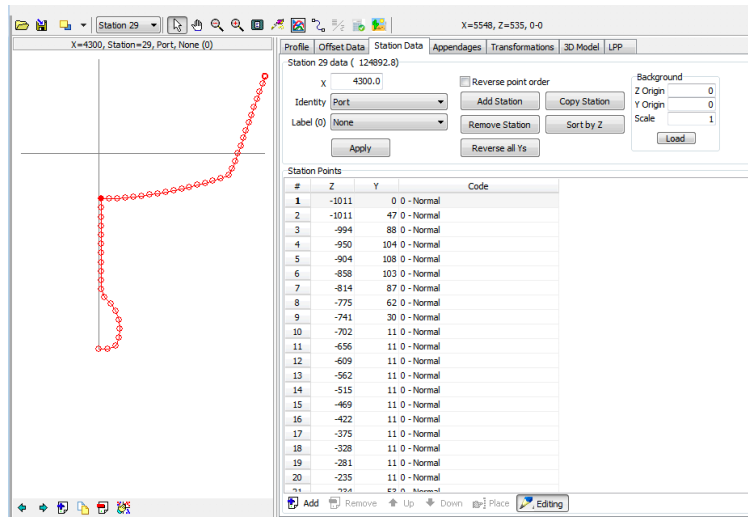 Station 29
X=5548, Z=535, 0-0
X=4300, Station=29, Port, None (0)
Profile Offset Data Station Data Appendages Transformations 3D Model LPP
Station 29 data ( 124892.8)
X 4300.0
Identity Port
Label (0) None
Apply
Reverse point order
Add Station Copy Station
Remove Station Sort by Z
Reverse all Ys
Background
Z Origin 0
Y Origin 0
Scale 1
Load
Station Points
# Z Y Code
1 -1011 0 0 - Normal
2 -1011 47 0 - Normal
3 -994 88 0 - Normal
4 -950 104 0 - Normal
5 -904 108 0 - Normal
6 -858 103 0 - Normal
7 -814 87 0 - Normal
8 -775 62 0 - Normal
9 -741 30 0 - Normal
10 -702 11 0 - Normal
11 -656 11 0 - Normal
12 -609 11 0 - Normal
13 -562 11 0 - Normal
14 -515 11 0 - Normal
15 -469 11 0 - Normal
16 -422 11 0 - Normal
17 -375 11 0 - Normal
18 -328 11 0 - Normal
19 -281 11 0 - Normal
20 -235 11 0 - Normal
21 -234 53 0 - Normal
Add Remove Up Down Place Editing